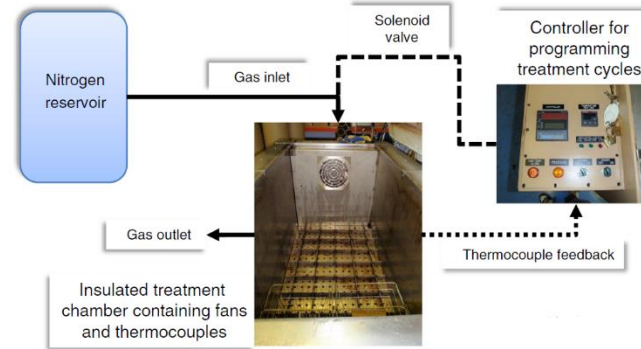 Solenoid
valve
Controller for
programming
treatment cycles
Nitrogen
reservoir
Gas inlet
Gas outlet
Thermocouple feedback
Insulated treatment
chamber containing fans
and thermocouples